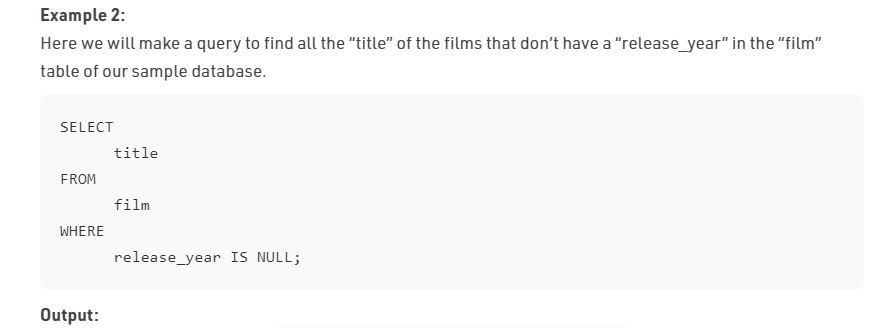 Example 2:
Here we will make a query to find all the “title” of the films that don’t have a “release_year” in the “film”
table of our sample database.
SELECT
title
FROM
film
WHERE
release_year IS NULL;
Output: